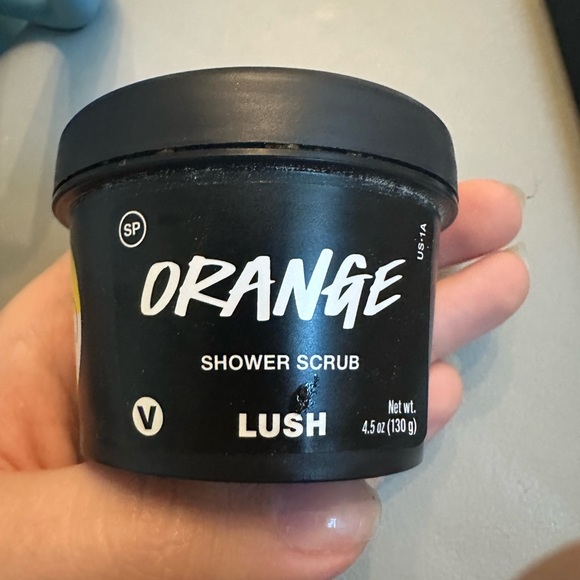 SP
US-1A
ORANGE
SHOWER SCRUB
V
LUSH
Net wt.
4.5 oz (130 g)